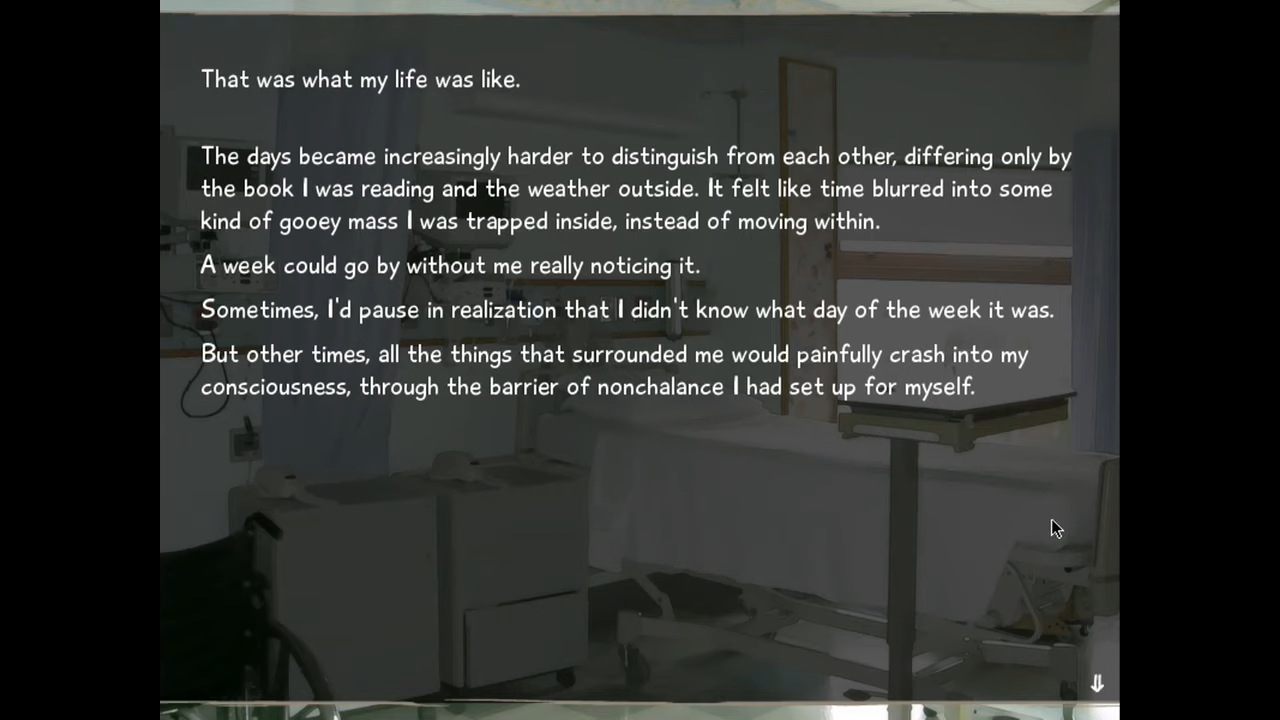 That was what my life was like.
The days became increasingly harder to distinguish from each other, differing only by
the book I was reading and the weather outside. It felt like time blurred into some
kind of gooey mass I was trapped inside, instead of moving within.
A week could go by without me really noticing it.
Sometimes, I'd pause in realization that I didn't know what day of the week it was.
But other times, all the things that surrounded me would painfully crash into my
consciousness, through the barrier of nonchalance I had set up for myself.